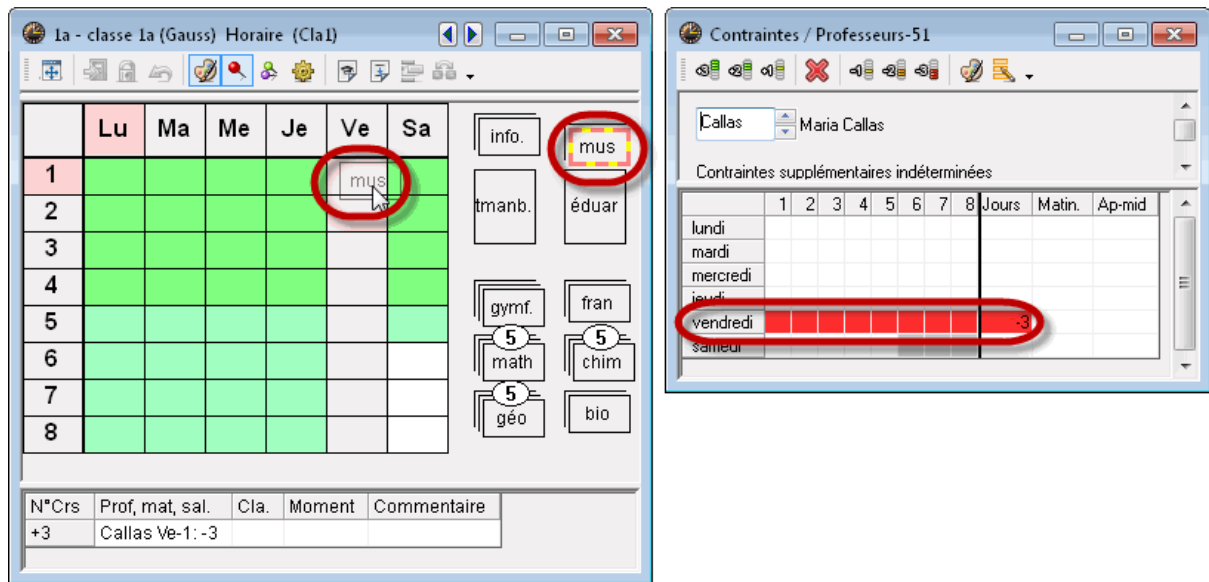 1a - classe 1a (Gauss) Horaire (Cla1)
Lu Ma Me Je Ve Sa
1
2
3
4
5
6
7
8
mus
info. mus
tmanb. éduar
gymf. fran
5 5
math chim
5
géo bio
N°Crs Prof, mat, sal. Cla. Moment Commentaire
+3 Callas Ve-1: -3
Contraintes / Professeurs-51
Callas Maria Callas
Contraintes supplémentaires indéterminées
1 2 3 4 5 6 7 8 Jours Matin. Ap-mid
lundi
mardi
mercredi
jeudi
vendredi -3
samedi